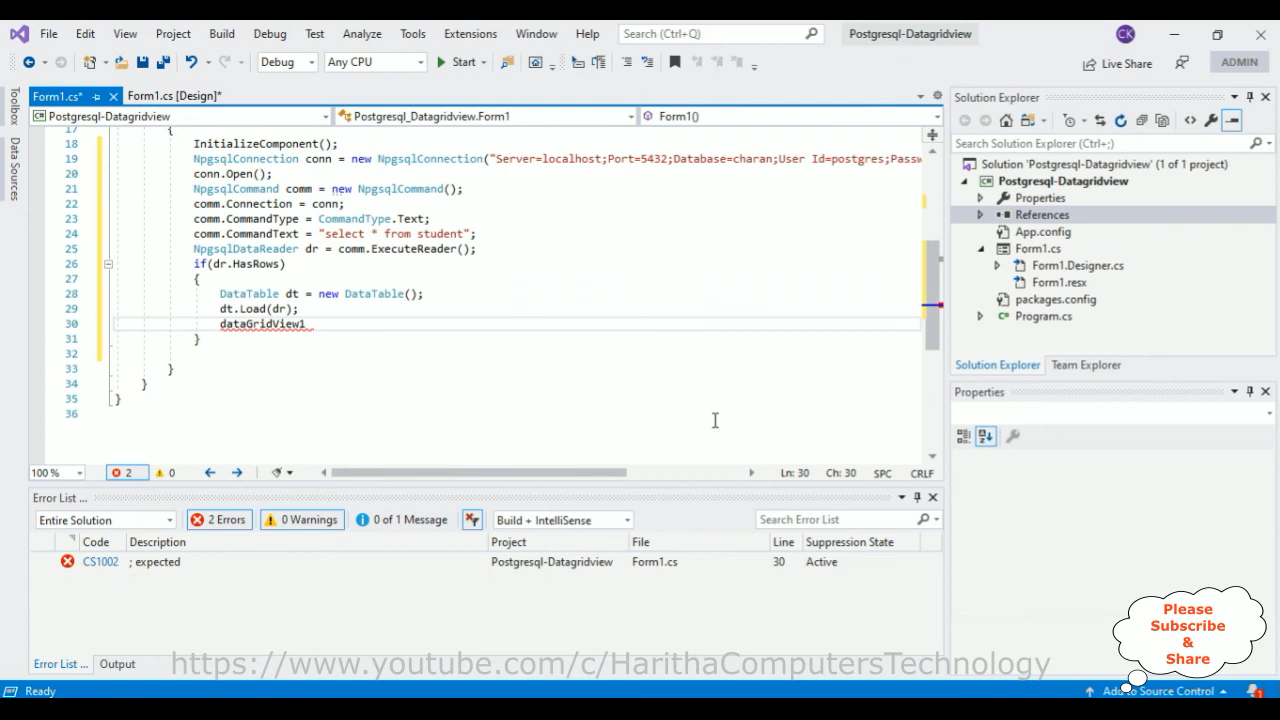 File Edit View Project Build Debug Test Analyze Tools Extensions Window Help Search (Ctrl+Q) Postgresql-Datagridview CK
Debug Any CPU Start Live Share ADMIN
Toolbox
Data Sources
Form1.cs* Form1.cs [Design]*
Postgresql-Datagridview Postgresql_Datagridview.Form1 Form1()
17 {
18 InitializeComponent();
19 NpgsqlConnection conn = new NpgsqlConnection("Server=localhost;Port=5432;Database=charan;User Id=postgres;Passw
20 conn.Open();
21 NpgsqlCommand comm = new NpgsqlCommand();
22 comm.Connection = conn;
23 comm.CommandType = CommandType.Text;
24 comm.CommandText = "select * from student";
25 NpgsqlDataReader dr = comm.ExecuteReader();
26 if(dr.HasRows)
27 {
28 DataTable dt = new DataTable();
29 dt.Load(dr);
30 dataGridView1
31 }
32
33 }
34 }
35 }
36
100 % 2 0 Ln: 30 Ch: 30 SPC CRLF
Error List ...
Entire Solution 2 Errors 0 Warnings 0 of 1 Message Build + IntelliSense Search Error List
Code Description Project File Line Suppression State
CS1002 ; expected Postgresql-Datagridview Form1.cs 30 Active
Error List ... Output
Solution Explorer
Search Solution Explorer (Ctrl+;)
Solution 'Postgresql-Datagridview' (1 of 1 project)
Postgresql-Datagridview
Properties
References
App.config
Form1.cs
Form1.Designer.cs
Form1.resx
packages.config
Program.cs
Solution Explorer Team Explorer
Properties
Please
Subscribe
&
Share
https://www.youtube.com/c/HarithaComputersTechnology
Ready Add to Source Control 1